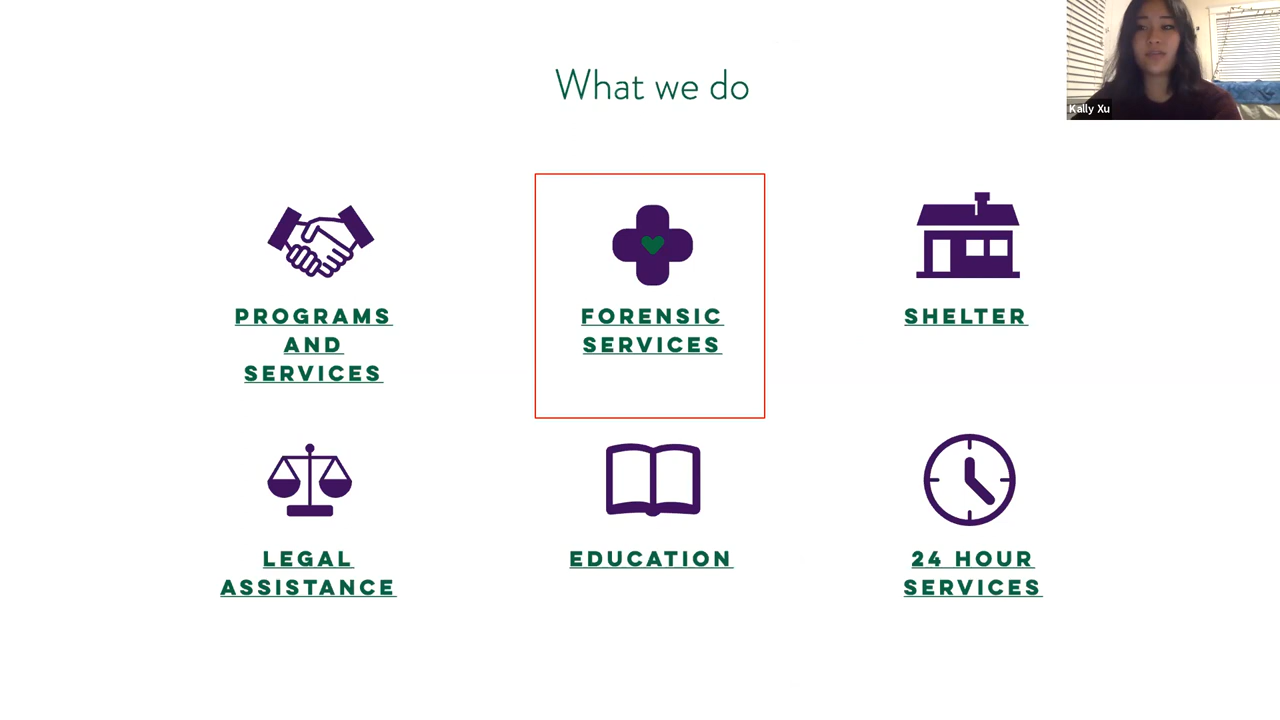 What we do
Kally Xu
PROGRAMS
AND
SERVICES
FORENSIC
SERVICES
SHELTER
LEGAL
ASSISTANCE
EDUCATION
24 HOUR
SERVICES